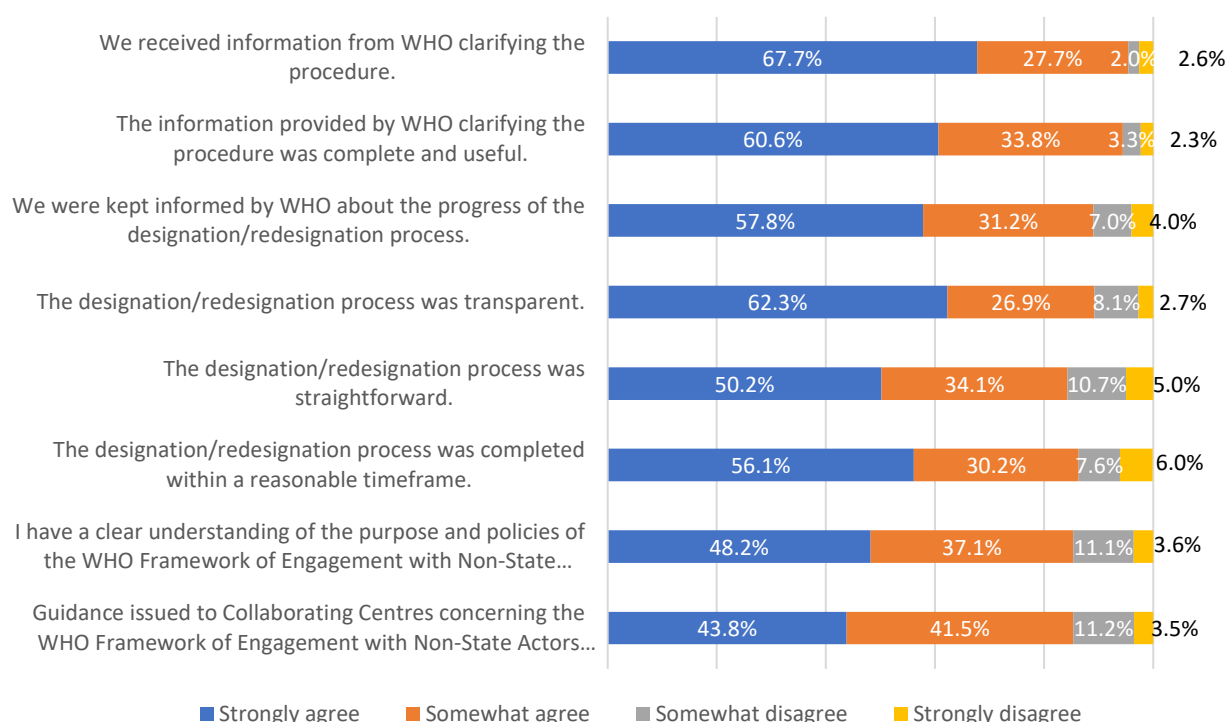 We received information from WHO clarifying the
procedure.
67.7% 27.7% 2.0% 2.6%
The information provided by WHO clarifying the
procedure was complete and useful.
60.6% 33.8% 3.3% 2.3%
We were kept informed by WHO about the progress of the
designation/redesignation process.
57.8% 31.2% 7.0% 4.0%
The designation/redesignation process was transparent.
62.3% 26.9% 8.1% 2.7%
The designation/redesignation process was
straightforward.
50.2% 34.1% 10.7% 5.0%
The designation/redesignation process was completed
within a reasonable timeframe.
56.1% 30.2% 7.6% 6.0%
I have a clear understanding of the purpose and policies of
the WHO Framework of Engagement with Non-State…
48.2% 37.1% 11.1% 3.6%
Guidance issued to Collaborating Centres concerning the
WHO Framework of Engagement with Non-State Actors…
43.8% 41.5% 11.2% 3.5%
Strongly agree Somewhat agree Somewhat disagree Strongly disagree